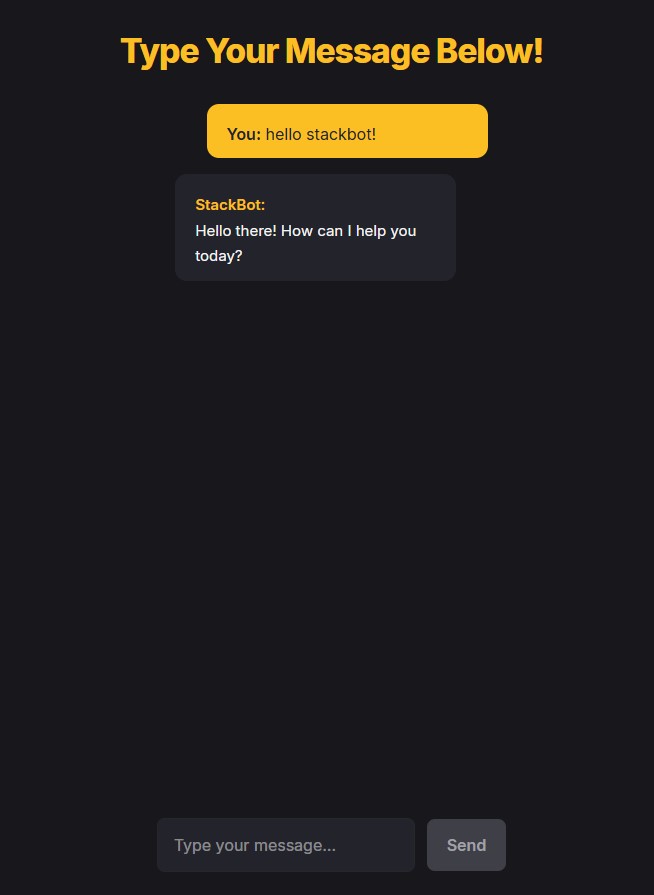 Type Your Message Below!
You: hello stackbot!
StackBot:
Hello there! How can I help you
today?
Type your message...
Send